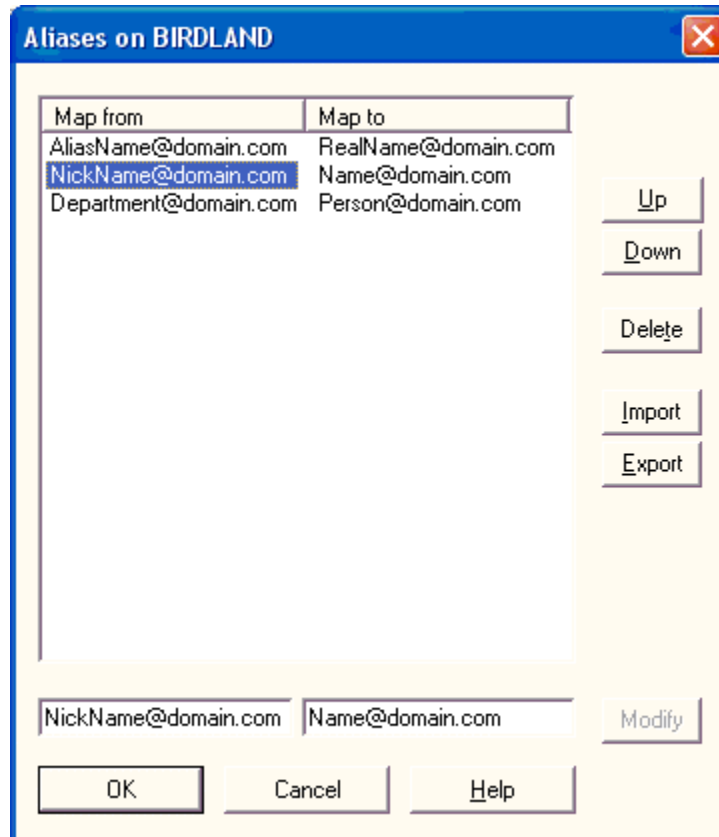 Aliases on BIRDLAND
Map from Map to
AliasName@domain.com RealName@domain.com
NickName@domain.com Name@domain.com
Department@domain.com Person@domain.com
Up
Down
Delete
Import
Export
NickName@domain.com Name@domain.com Modify
OK Cancel Help